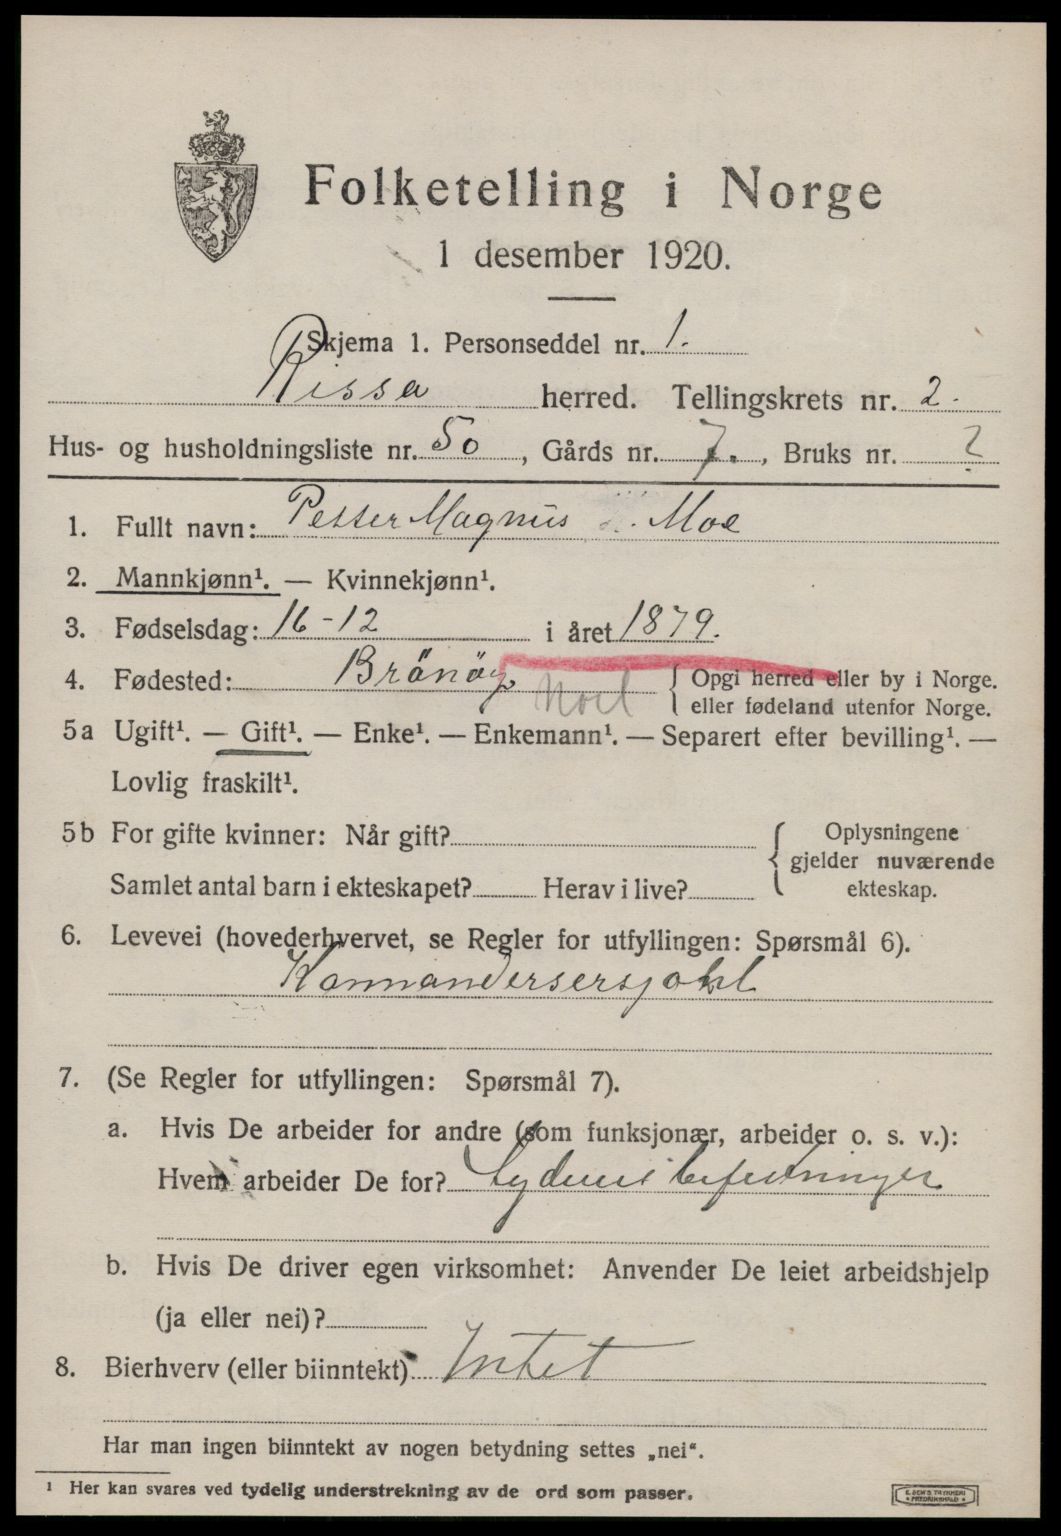 Folketelling i Norge
1 desember 1920.
Skjema 1. Personseddel nr. 1.
Rissa herred. Tellingskrets nr. 2.
Hus- og husholdningsliste nr. 50, Gårds nr. 7., Bruks nr. ?
1. Fullt navn: Petter Magnus Moe
2. Mannkjønn¹. — Kvinnekjønn¹.
3. Fødselsdag: 16-12 i året 1879.
4. Fødested: Brönöy Nord { Opgi herred eller by i Norge.
eller fødeland utenfor Norge.
5a Ugift¹. — Gift¹. — Enke¹. — Enkemann¹. — Separert efter bevilling¹. —
Lovlig fraskilt¹.
5b For gifte kvinner: Når gift?
Samlet antal barn i ekteskapet? Herav i live?
{ Oplysningene
gjelder nuværende
ekteskap.
6. Levevei (hovederhvervet, se Regler for utfyllingen: Spørsmål 6).
Kommandersersjant
7. (Se Regler for utfyllingen: Spørsmål 7).
a. Hvis De arbeider for andre (som funksjonær, arbeider o. s. v.):
Hvem arbeider De for? befestninger
b. Hvis De driver egen virksomhet: Anvender De leiet arbeidshjelp
(ja eller nei)?
8. Bierhverv (eller biinntekt) Intet
Har man ingen biinntekt av nogen betydning settes „nei“.
¹ Her kan svares ved tydelig understrekning av de ord som passer.